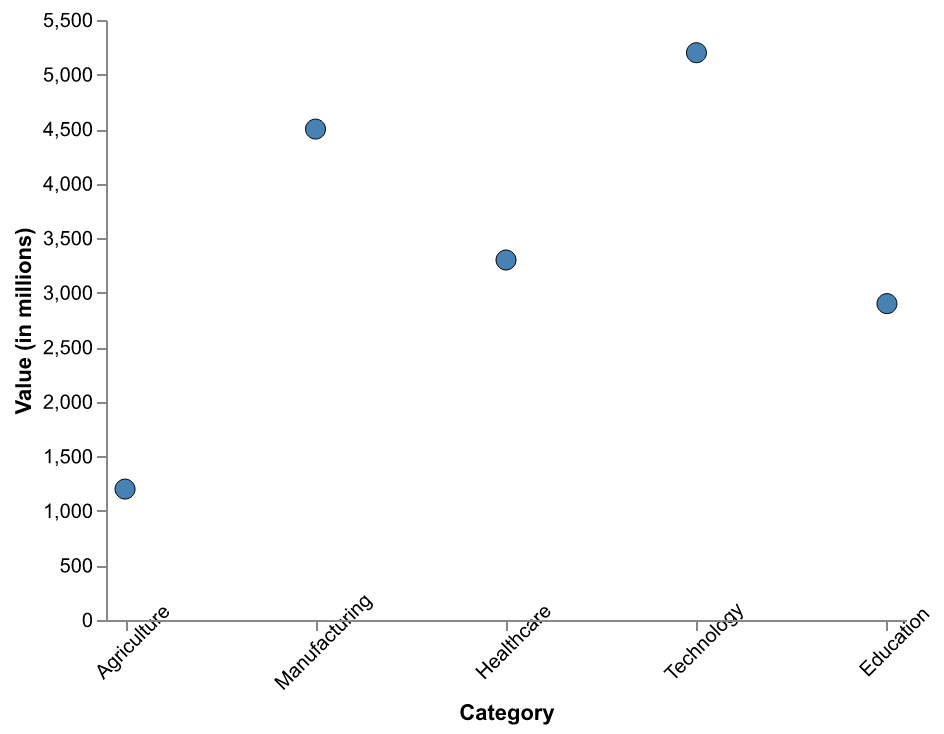 5,500
5,000
4,500
4,000
3,500
3,000
2,500
2,000
1,500
1,000
500
0
Value (in millions)
Agriculture
Manufacturing
Healthcare
Technology
Education
Category